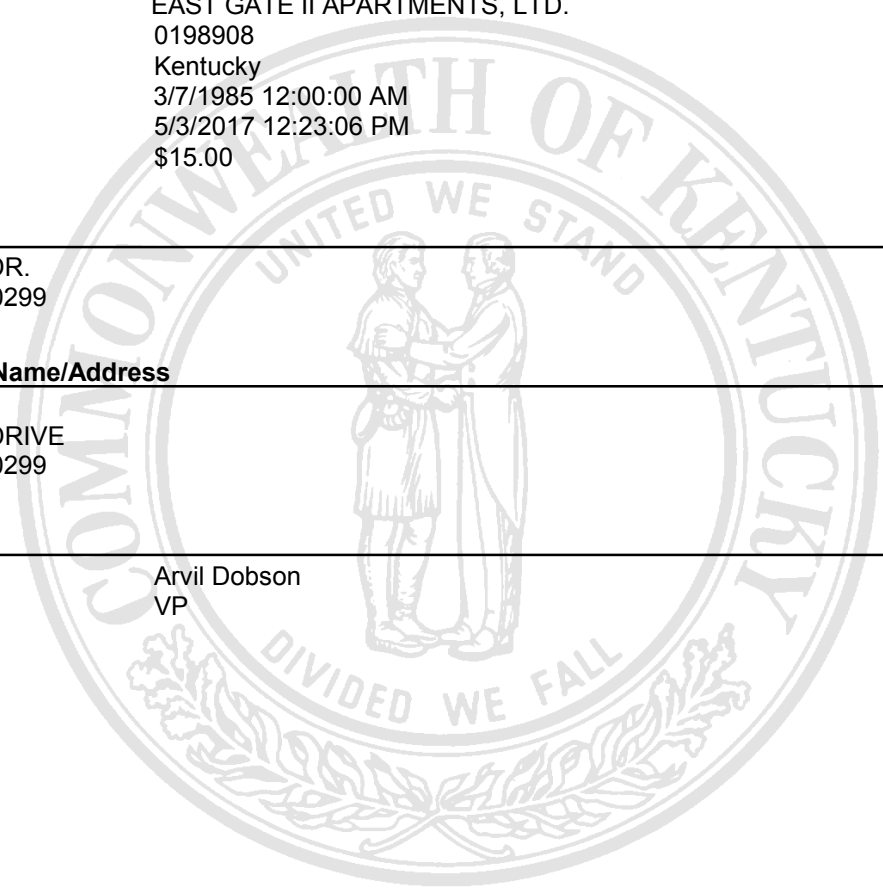 EAST GATE II APARTMENTS, LTD.
0198908
Kentucky
3/7/1985 12:00:00 AM
5/3/2017 12:23:06 PM
$15.00
COMMONWEALTH OF KENTUCKY
UNITED WE STAND
DR.
0299
Name/Address
DRIVE
0299
Arvil Dobson
VP
DIVIDED WE FALL